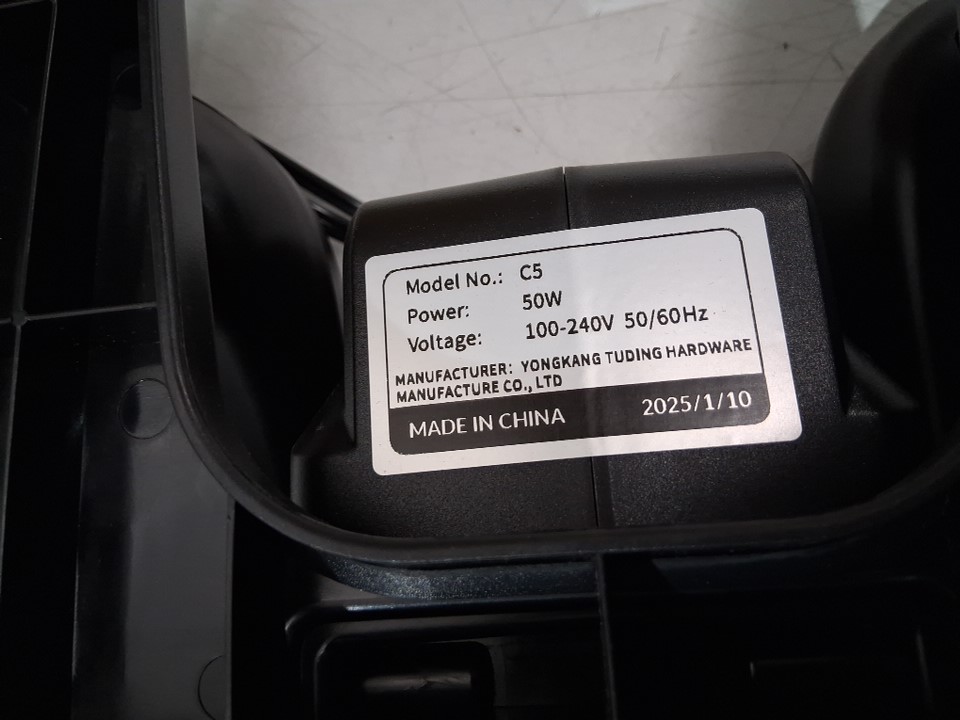 Model No.: C5
Power: 50W
Voltage: 100-240V 50/60Hz
MANUFACTURER: YONGKANG TUDING HARDWARE
MANUFACTURE CO., LTD
MADE IN CHINA 2025/1/10